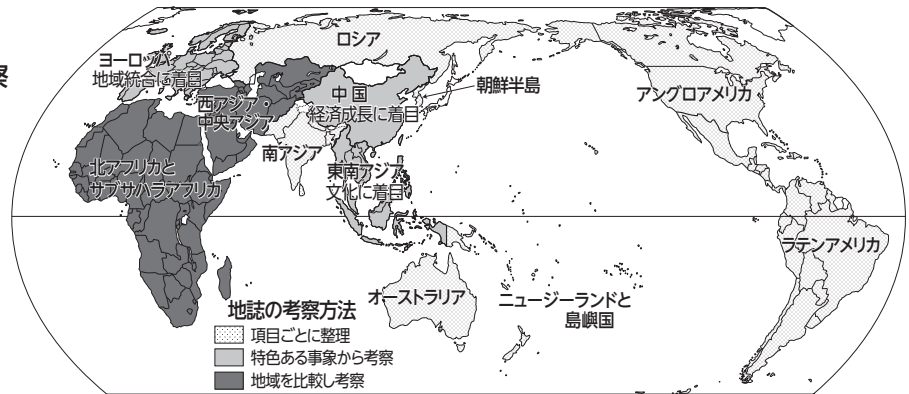 察
ロシア
ヨーロッパ
地域統合に着目
西アジア・
中央アジア
中国
経済成長に着目
朝鮮半島
アングロアメリカ
南アジア
北アフリカと
サブサハラアフリカ
東南アジア
文化に着目
ラテンアメリカ
オーストラリア
ニュージーランドと
島嶼国
地誌の考察方法
項目ごとに整理
特色ある事象から考察
地域を比較し考察